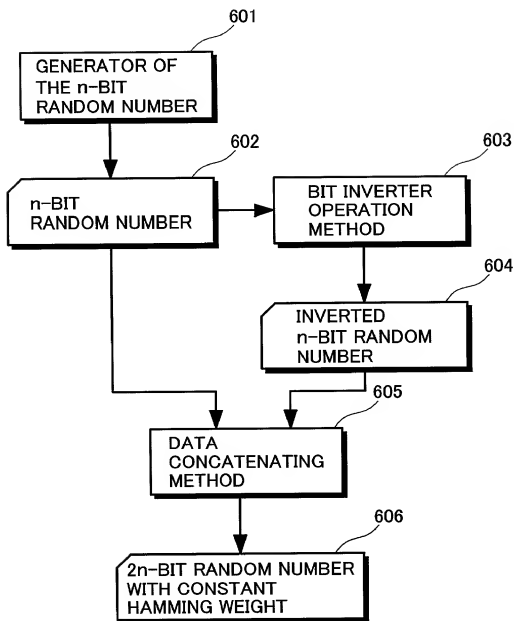 601
GENERATOR OF
THE n-BIT
RANDOM NUMBER
602
n-BIT
RANDOM NUMBER
603
BIT INVERTER
OPERATION
METHOD
604
INVERTED
n-BIT RANDOM
NUMBER
605
DATA
CONCATENATING
METHOD
606
2n-BIT RANDOM NUMBER
WITH CONSTANT
HAMMING WEIGHT